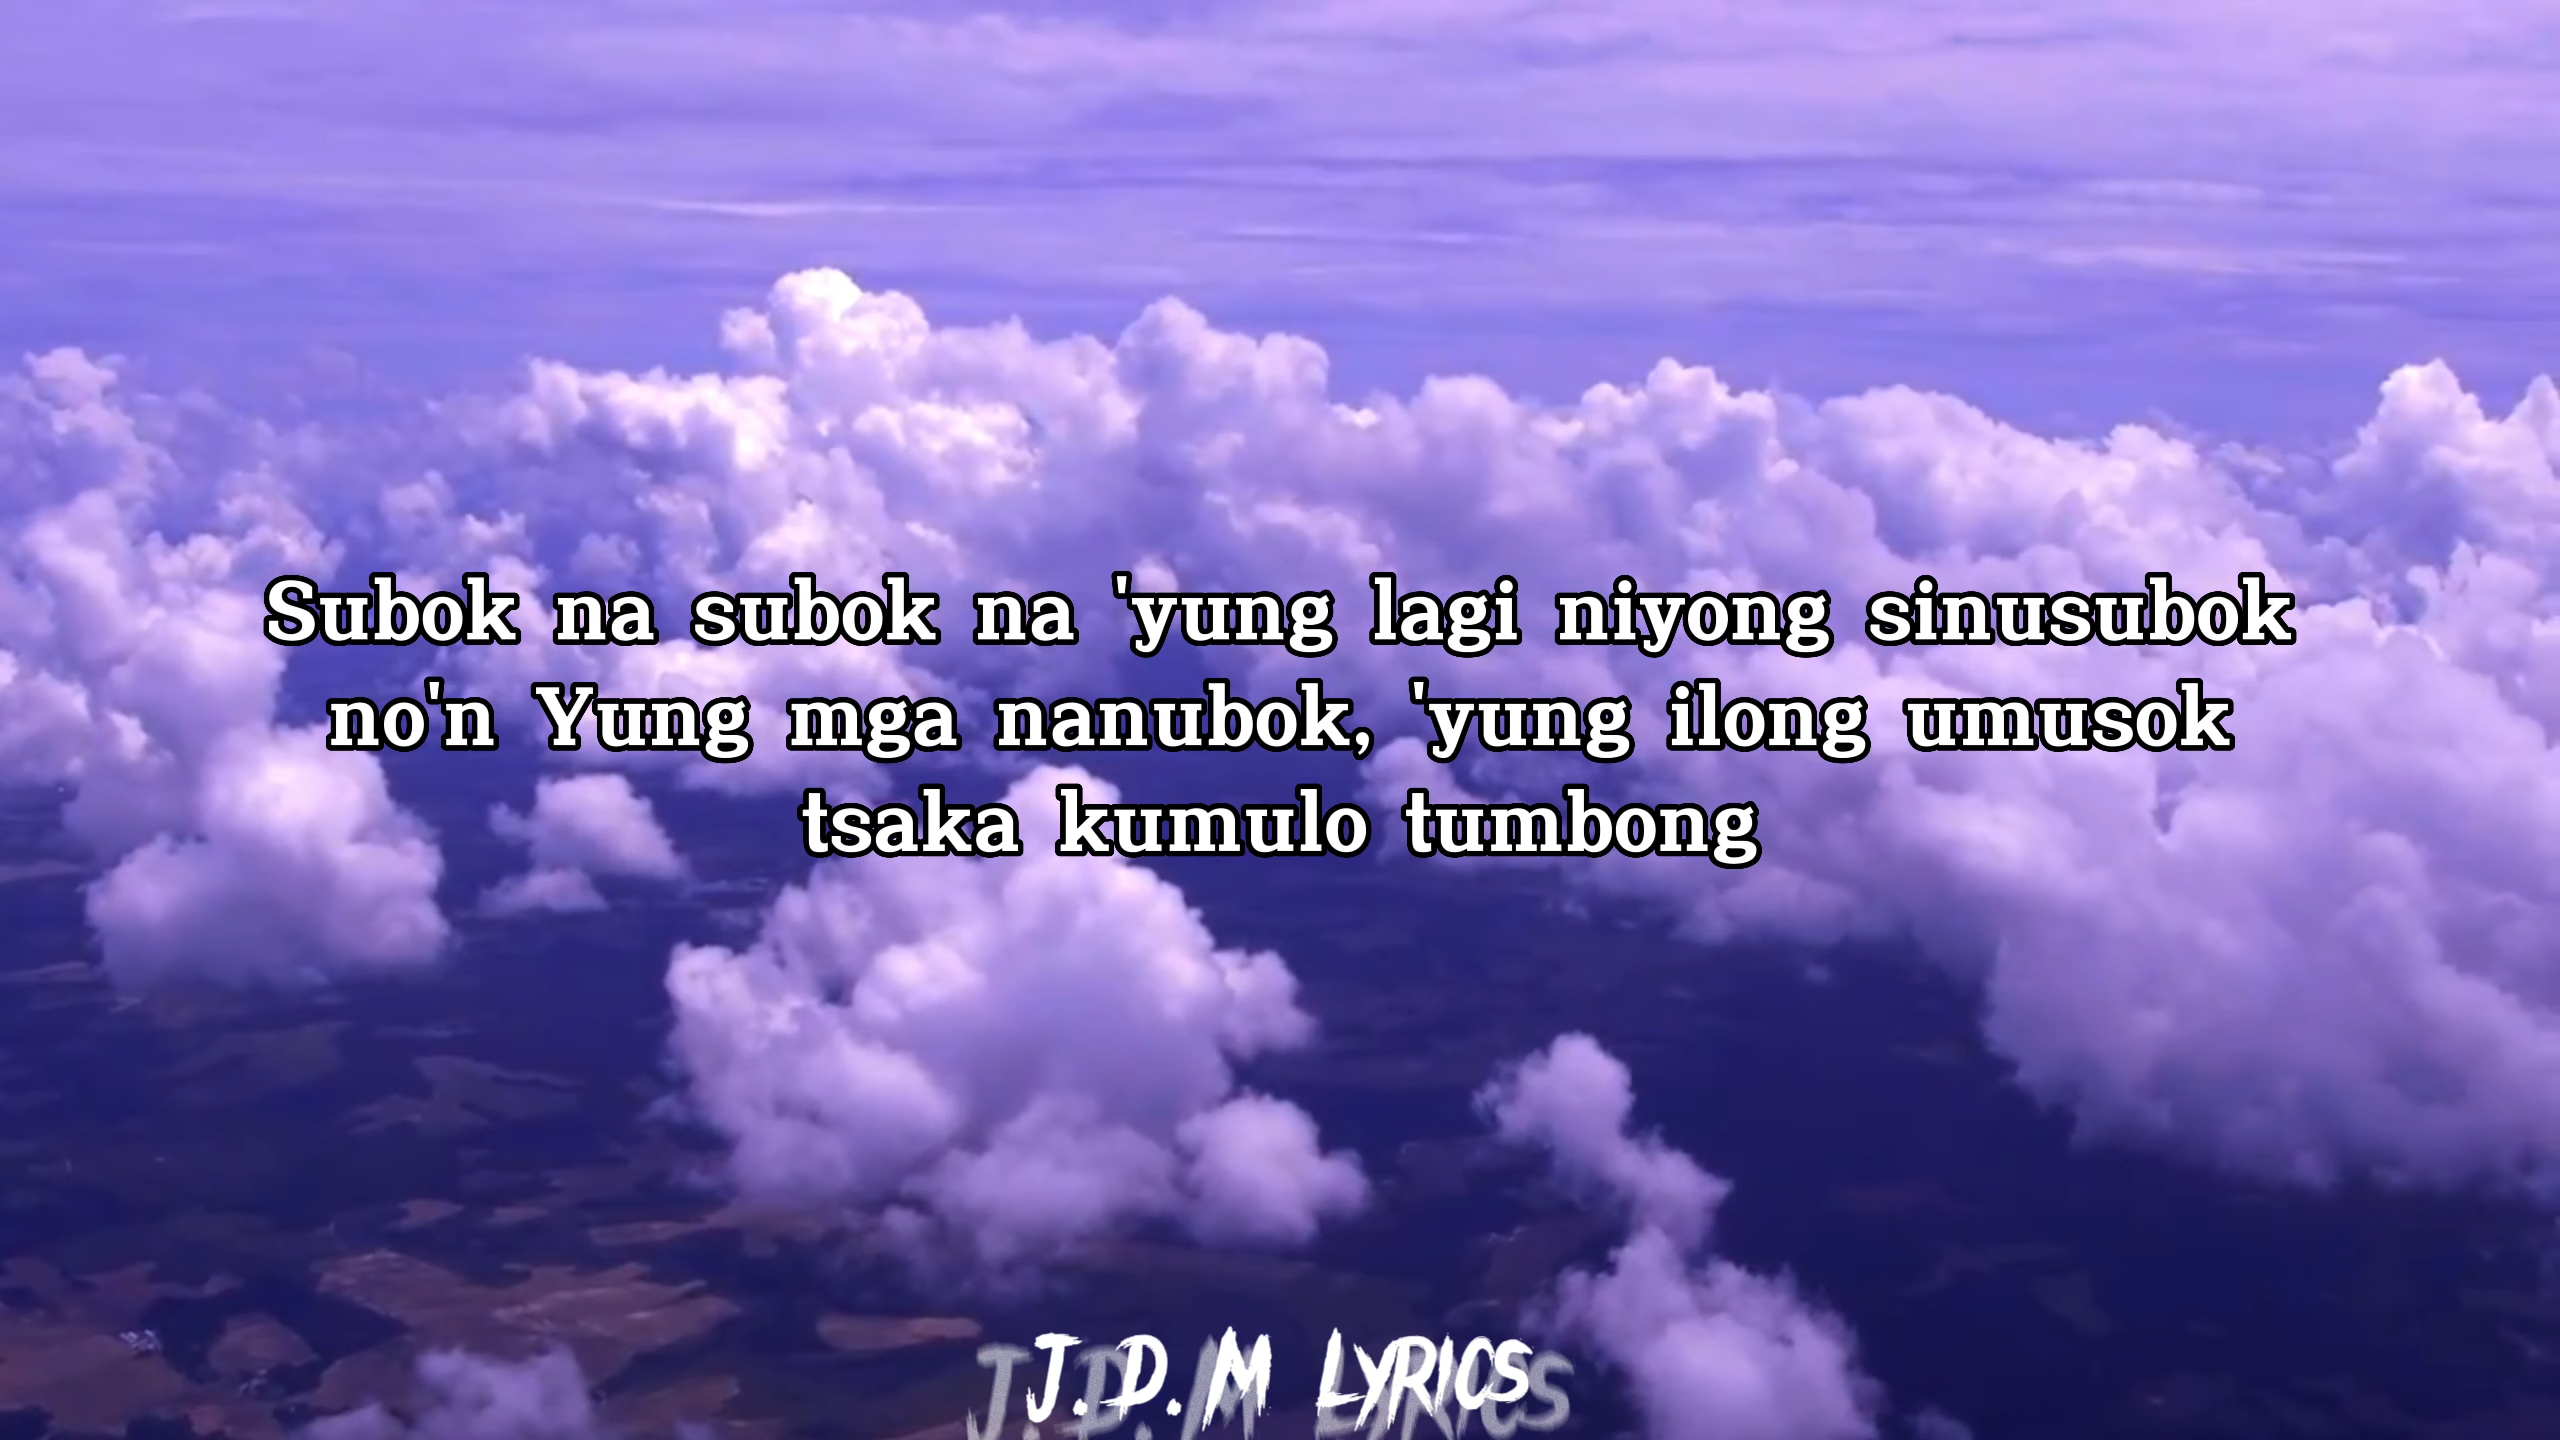 Subok na subok na 'yung lagi niyong sinusubok
no'n Yung mga nanubok, 'yung ilong umusok
tsaka kumulo tumbong
J.D.M LYRICS